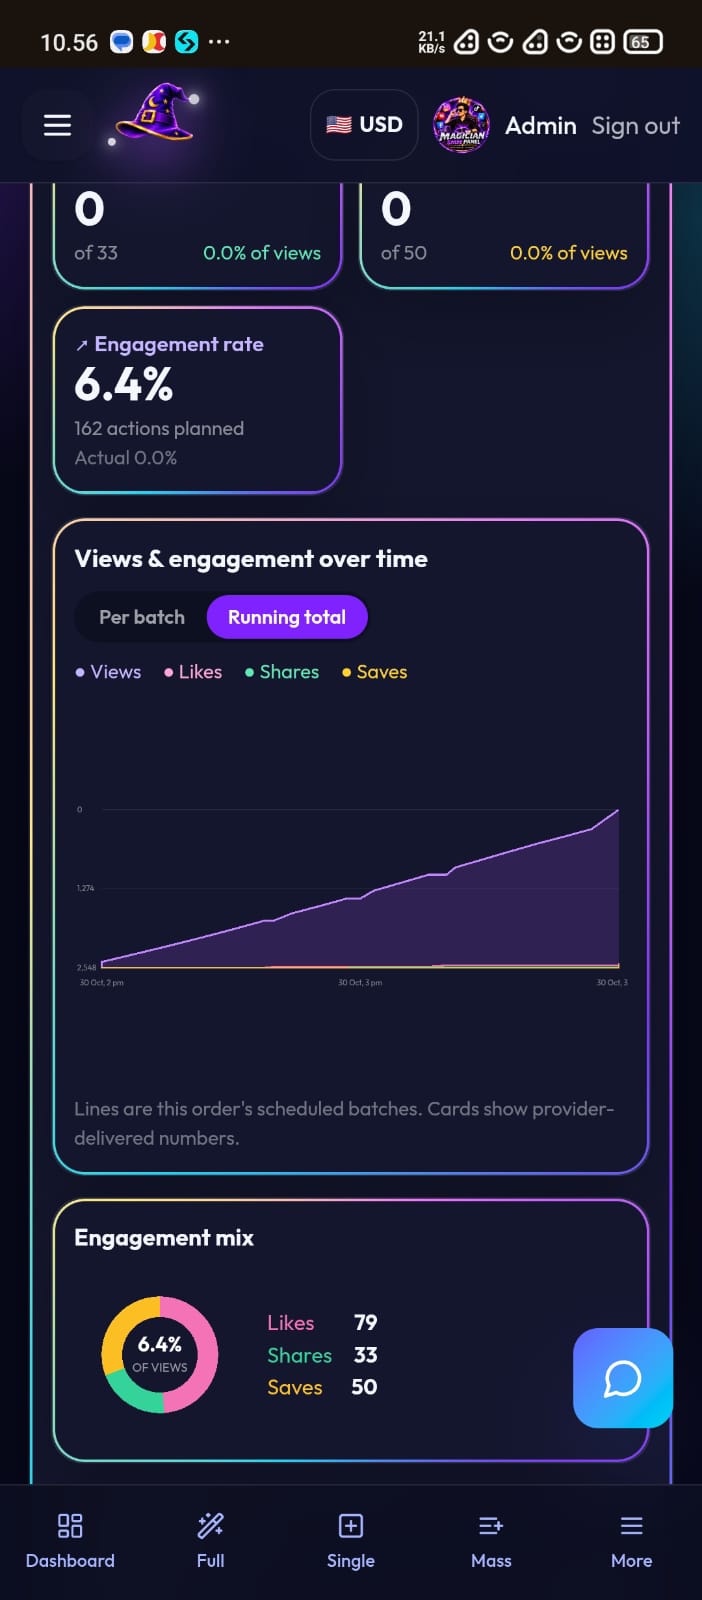 10.56
21.1
KB/s
65
USD
MAGICIAN
Admin
Sign out
0
of 33
0.0% of views
0
of 50
0.0% of views
↗ Engagement rate
6.4%
162 actions planned
Actual 0.0%
Views & engagement over time
Per batch
Running total
Views
Likes
Shares
Saves
0
1,274
2,548
30 Oct, 2 pm
30 Oct, 3 pm
30 Oct, 3
Lines are this order's scheduled batches. Cards show provider-
delivered numbers.
Engagement mix
6.4%
OF VIEWS
Likes 79
Shares 33
Saves 50
Dashboard
Full
Single
Mass
More